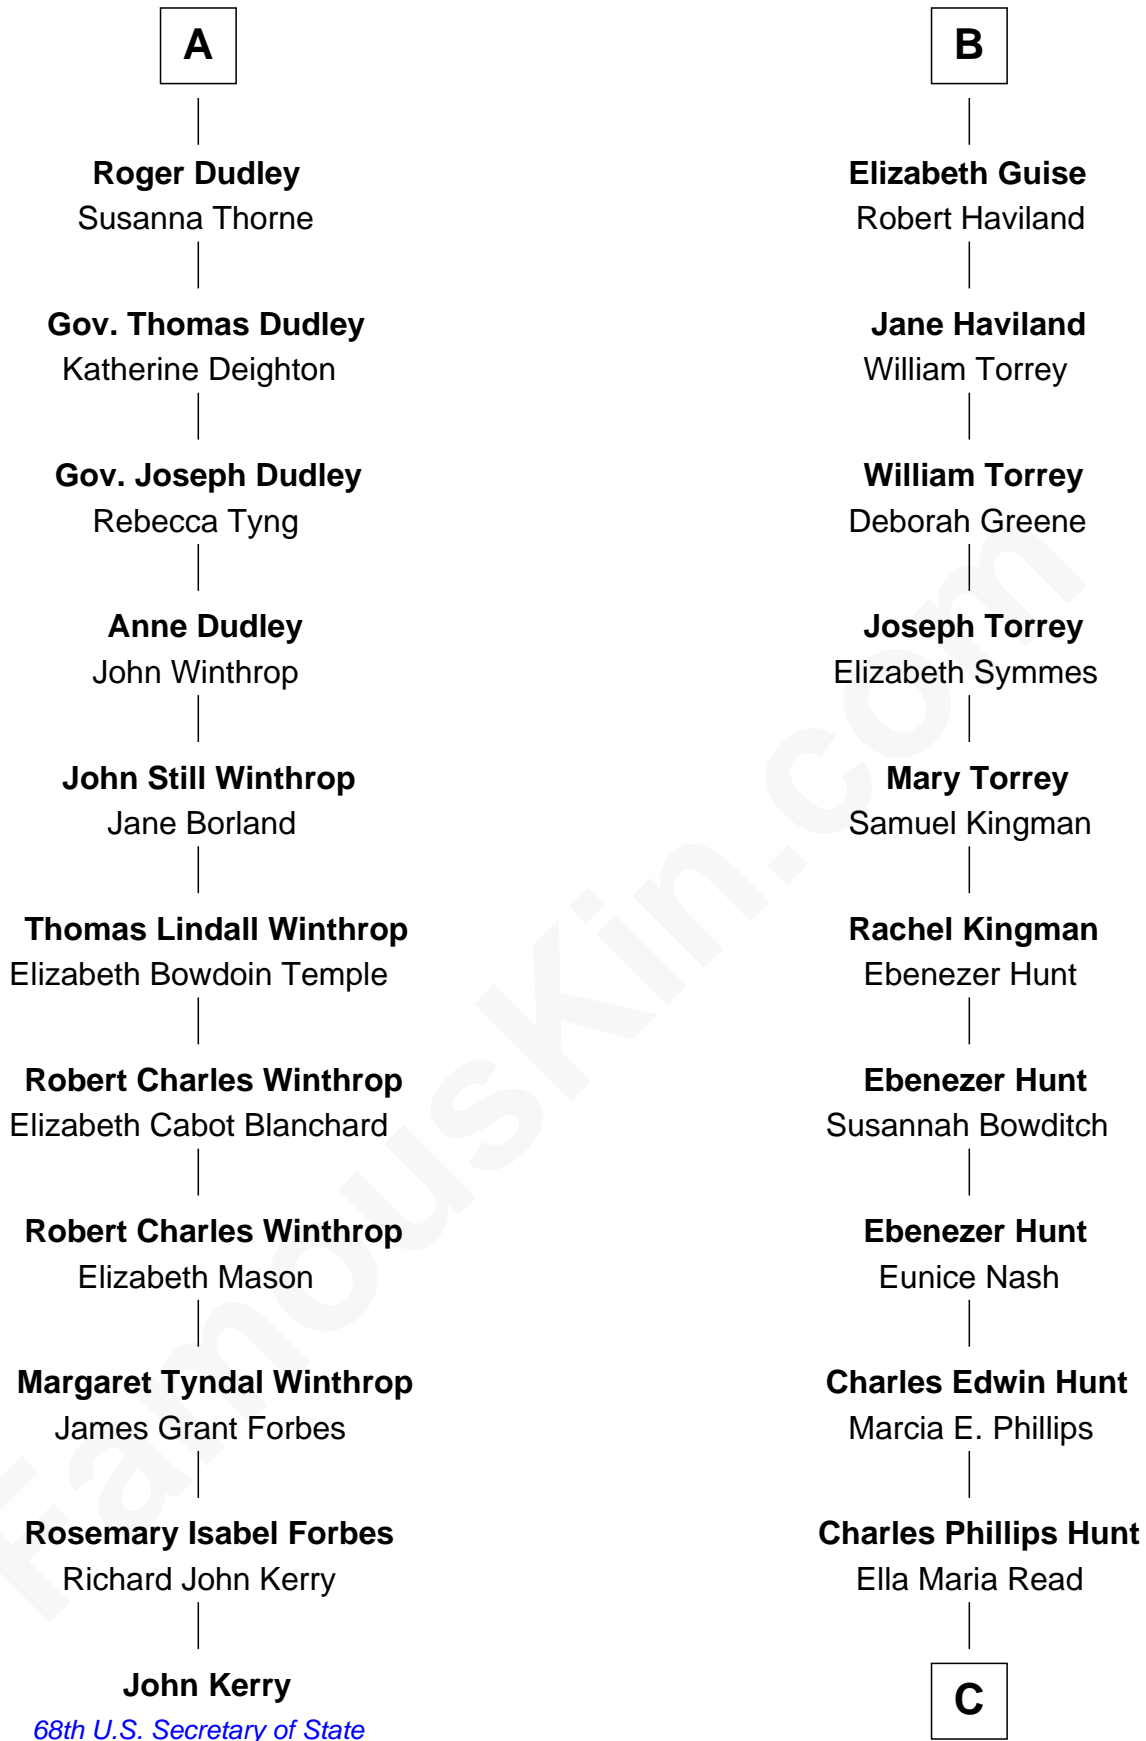 A
Roger Dudley
Susanna Thorne
Gov. Thomas Dudley
Katherine Deighton
Gov. Joseph Dudley
Rebecca Tyng
Anne Dudley
John Winthrop
John Still Winthrop
Jane Borland
Thomas Lindall Winthrop
Elizabeth Bowdoin Temple
Robert Charles Winthrop
Elizabeth Cabot Blanchard
Robert Charles Winthrop
Elizabeth Mason
Margaret Tyndal Winthrop
James Grant Forbes
Rosemary Isabel Forbes
Richard John Kerry
John Kerry
68th U.S. Secretary of State
B
Elizabeth Guise
Robert Haviland
Jane Haviland
William Torrey
William Torrey
Deborah Greene
Joseph Torrey
Elizabeth Symmes
Mary Torrey
Samuel Kingman
Rachel Kingman
Ebenezer Hunt
Ebenezer Hunt
Susannah Bowditch
Ebenezer Hunt
Eunice Nash
Charles Edwin Hunt
Marcia E. Phillips
Charles Phillips Hunt
Ella Maria Read
C
FamousKin.com